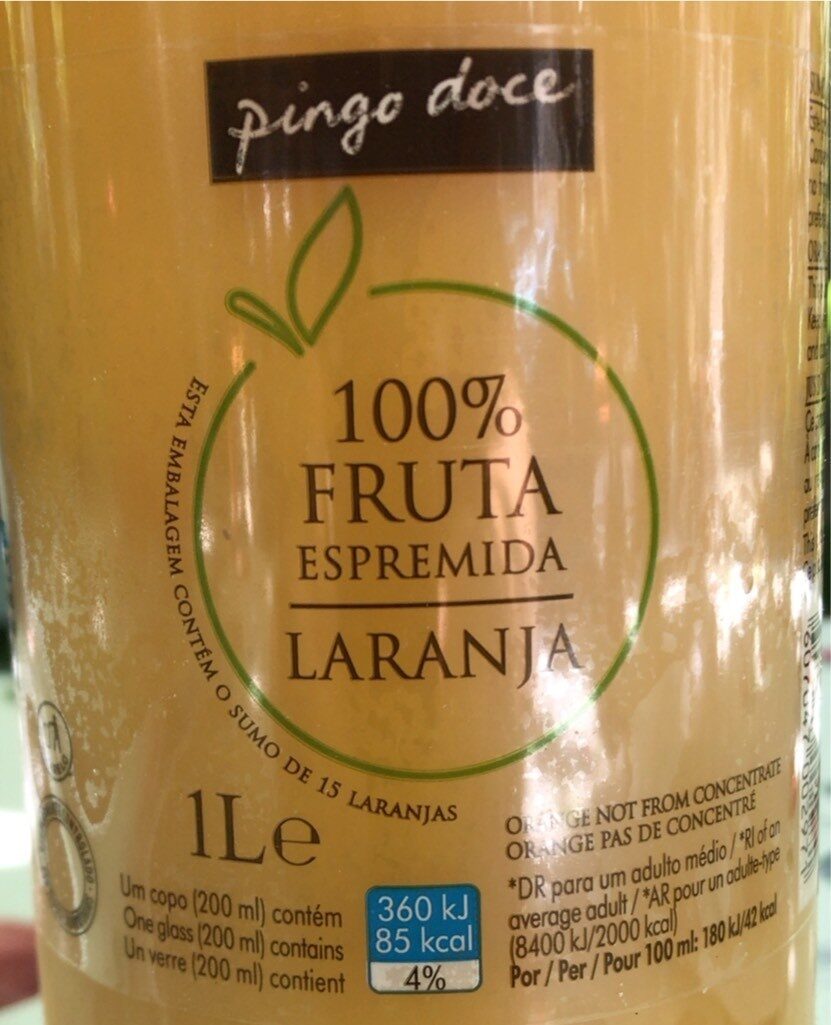 pingo doce
100%
FRUTA
ESPREMIDA
LARANJA
ESTA EMBALAGEM CONTÉM O SUMO DE 15 LARANJAS
1L e
ORANGE NOT FROM CONCENTRATE
ORANGE PAS DE CONCENTRÉ
Um copo (200 ml) contém
One glass (200 ml) contains
Un verre (200 ml) contient
360 kJ
85 kcal
4%
*DR para um adulto médio / *RI of an
average adult / *AR pour un adulte-type
(8400 kJ/2000 kcal)
Por / Per / Pour 100 ml: 180 kJ/42 kcal